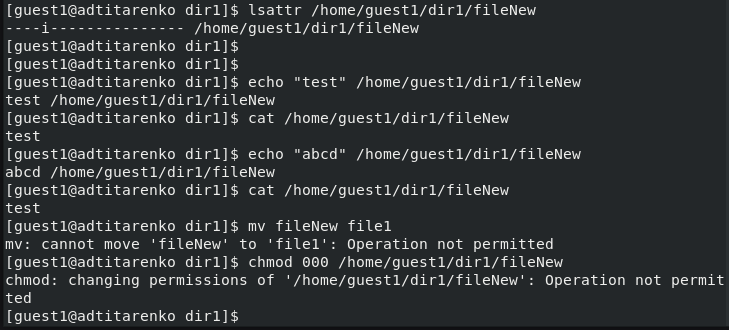 [guest1@adtitarenko dir1]$ lsattr /home/guest1/dir1/fileNew
----i--------------- /home/guest1/dir1/fileNew
[guest1@adtitarenko dir1]$
[guest1@adtitarenko dir1]$
[guest1@adtitarenko dir1]$ echo "test" /home/guest1/dir1/fileNew
test /home/guest1/dir1/fileNew
[guest1@adtitarenko dir1]$ cat /home/guest1/dir1/fileNew
test
[guest1@adtitarenko dir1]$ echo "abcd" /home/guest1/dir1/fileNew
abcd /home/guest1/dir1/fileNew
[guest1@adtitarenko dir1]$ cat /home/guest1/dir1/fileNew
test
[guest1@adtitarenko dir1]$ mv fileNew file1
mv: cannot move 'fileNew' to 'file1': Operation not permitted
[guest1@adtitarenko dir1]$ chmod 000 /home/guest1/dir1/fileNew
chmod: changing permissions of '/home/guest1/dir1/fileNew': Operation not permit
ted
[guest1@adtitarenko dir1]$